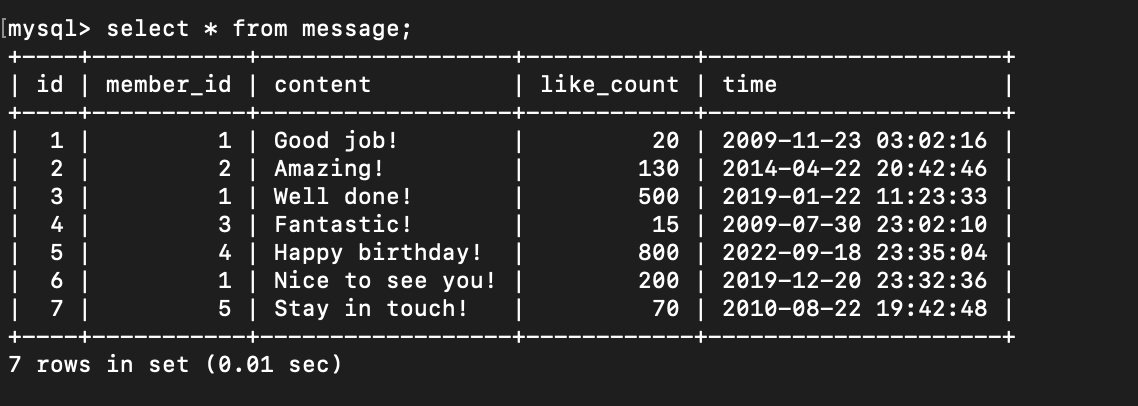 [mysql> select * from message;
+----+-----------+------------------+------------+---------------------+
| id | member_id | content          | like_count | time                |
+----+-----------+------------------+------------+---------------------+
|  1 |         1 | Good job!        |         20 | 2009-11-23 03:02:16 |
|  2 |         2 | Amazing!         |        130 | 2014-04-22 20:42:46 |
|  3 |         1 | Well done!       |        500 | 2019-01-22 11:23:33 |
|  4 |         3 | Fantastic!       |         15 | 2009-07-30 23:02:10 |
|  5 |         4 | Happy birthday!  |        800 | 2022-09-18 23:35:04 |
|  6 |         1 | Nice to see you! |        200 | 2019-12-20 23:32:36 |
|  7 |         5 | Stay in touch!   |         70 | 2010-08-22 19:42:48 |
+----+-----------+------------------+------------+---------------------+
7 rows in set (0.01 sec)